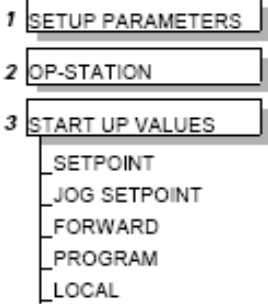 1 SETUP PARAMETERS
2 OP-STATION
3 START UP VALUES
SETPOINT
JOG SETPOINT
FORWARD
PROGRAM
LOCAL